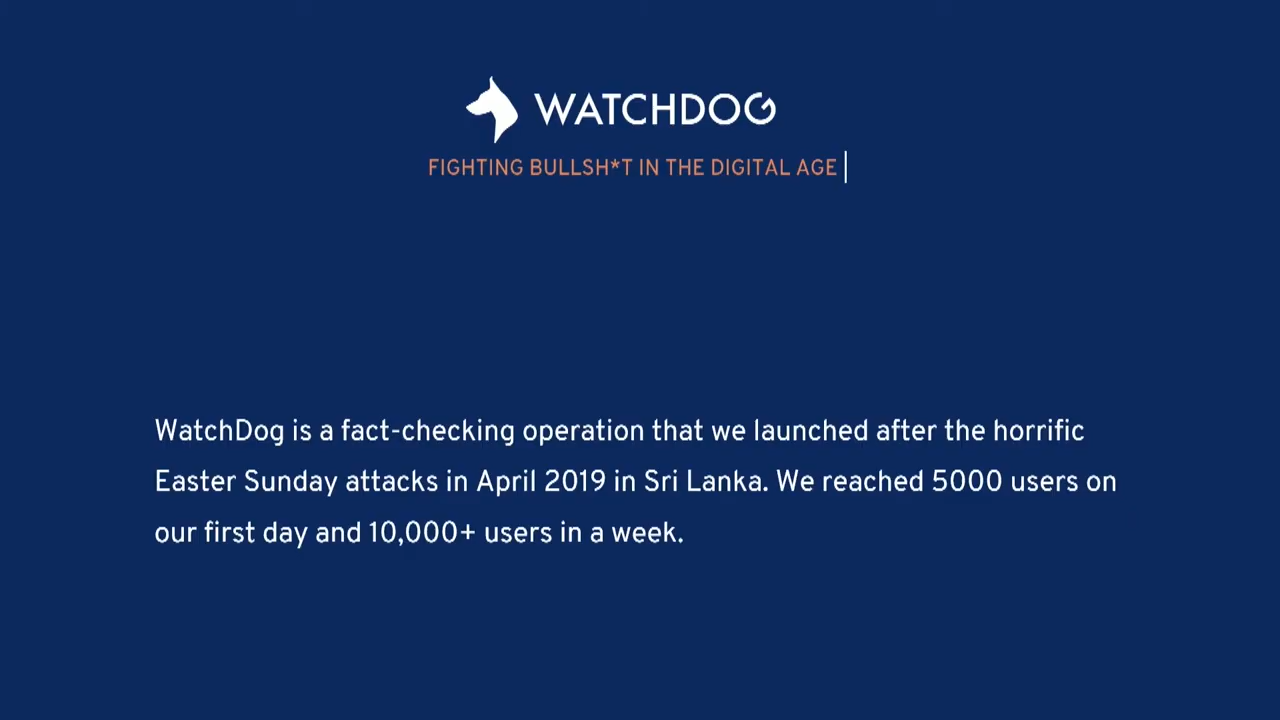 WATCHDOG
FIGHTING BULLSH*T IN THE DIGITAL AGE
WatchDog is a fact-checking operation that we launched after the horrific
Easter Sunday attacks in April 2019 in Sri Lanka. We reached 5000 users on
our first day and 10,000+ users in a week.